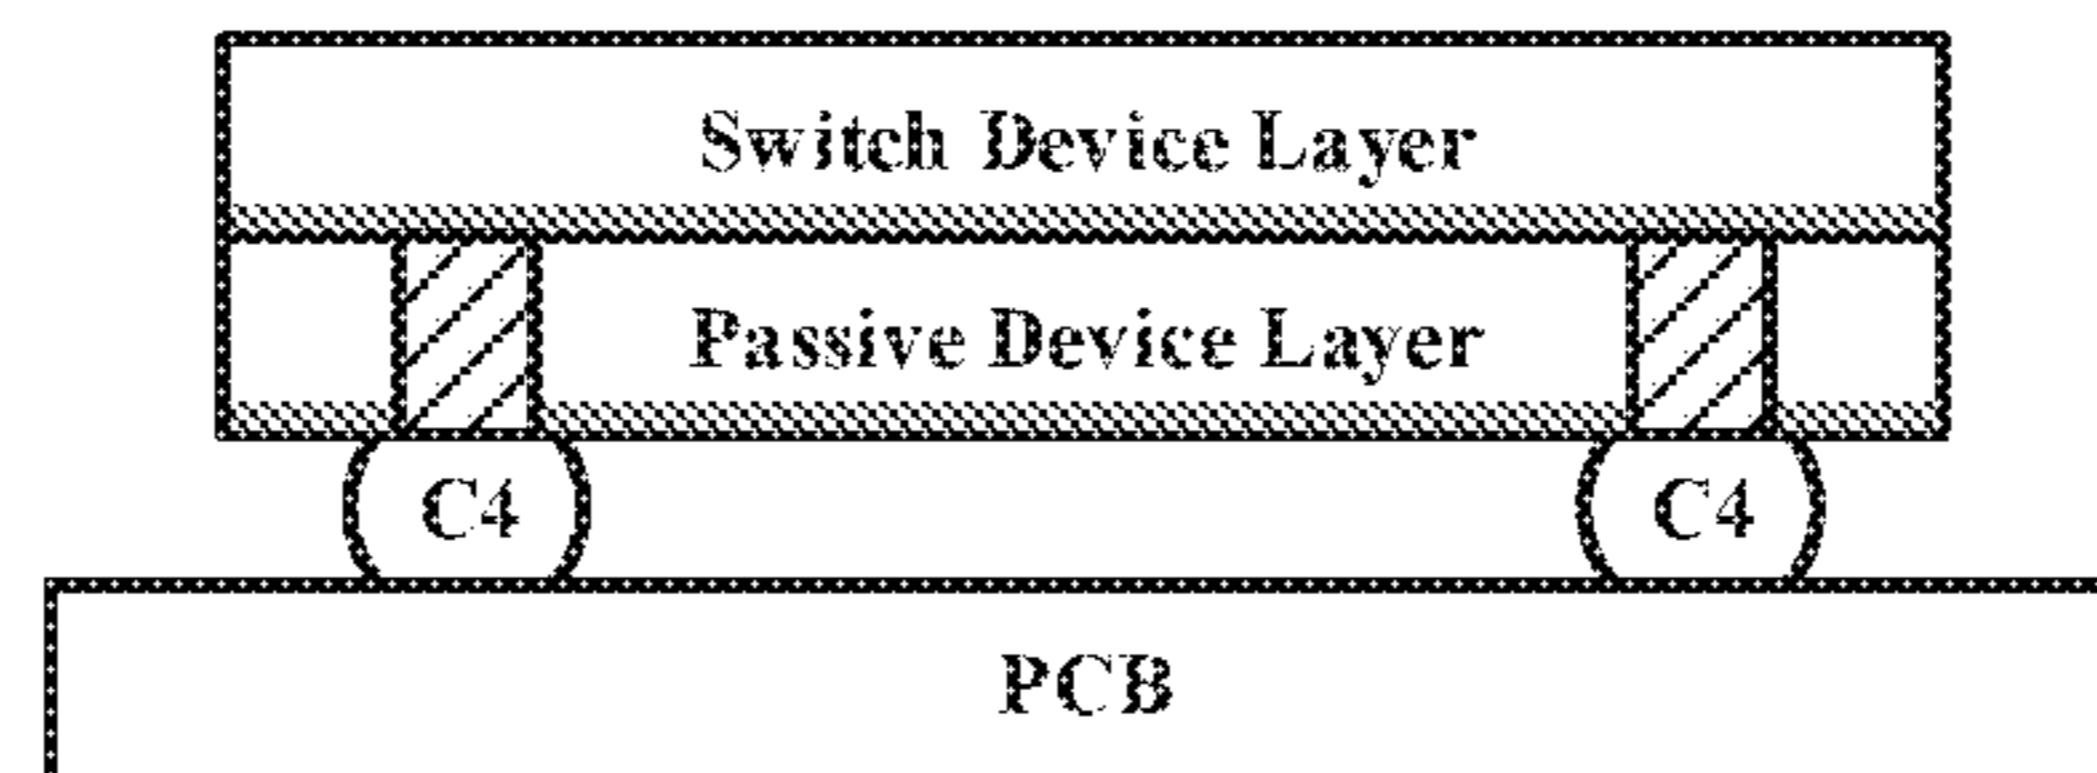 Switch Device Layer
Passive Device Layer
C4 C4
PCB